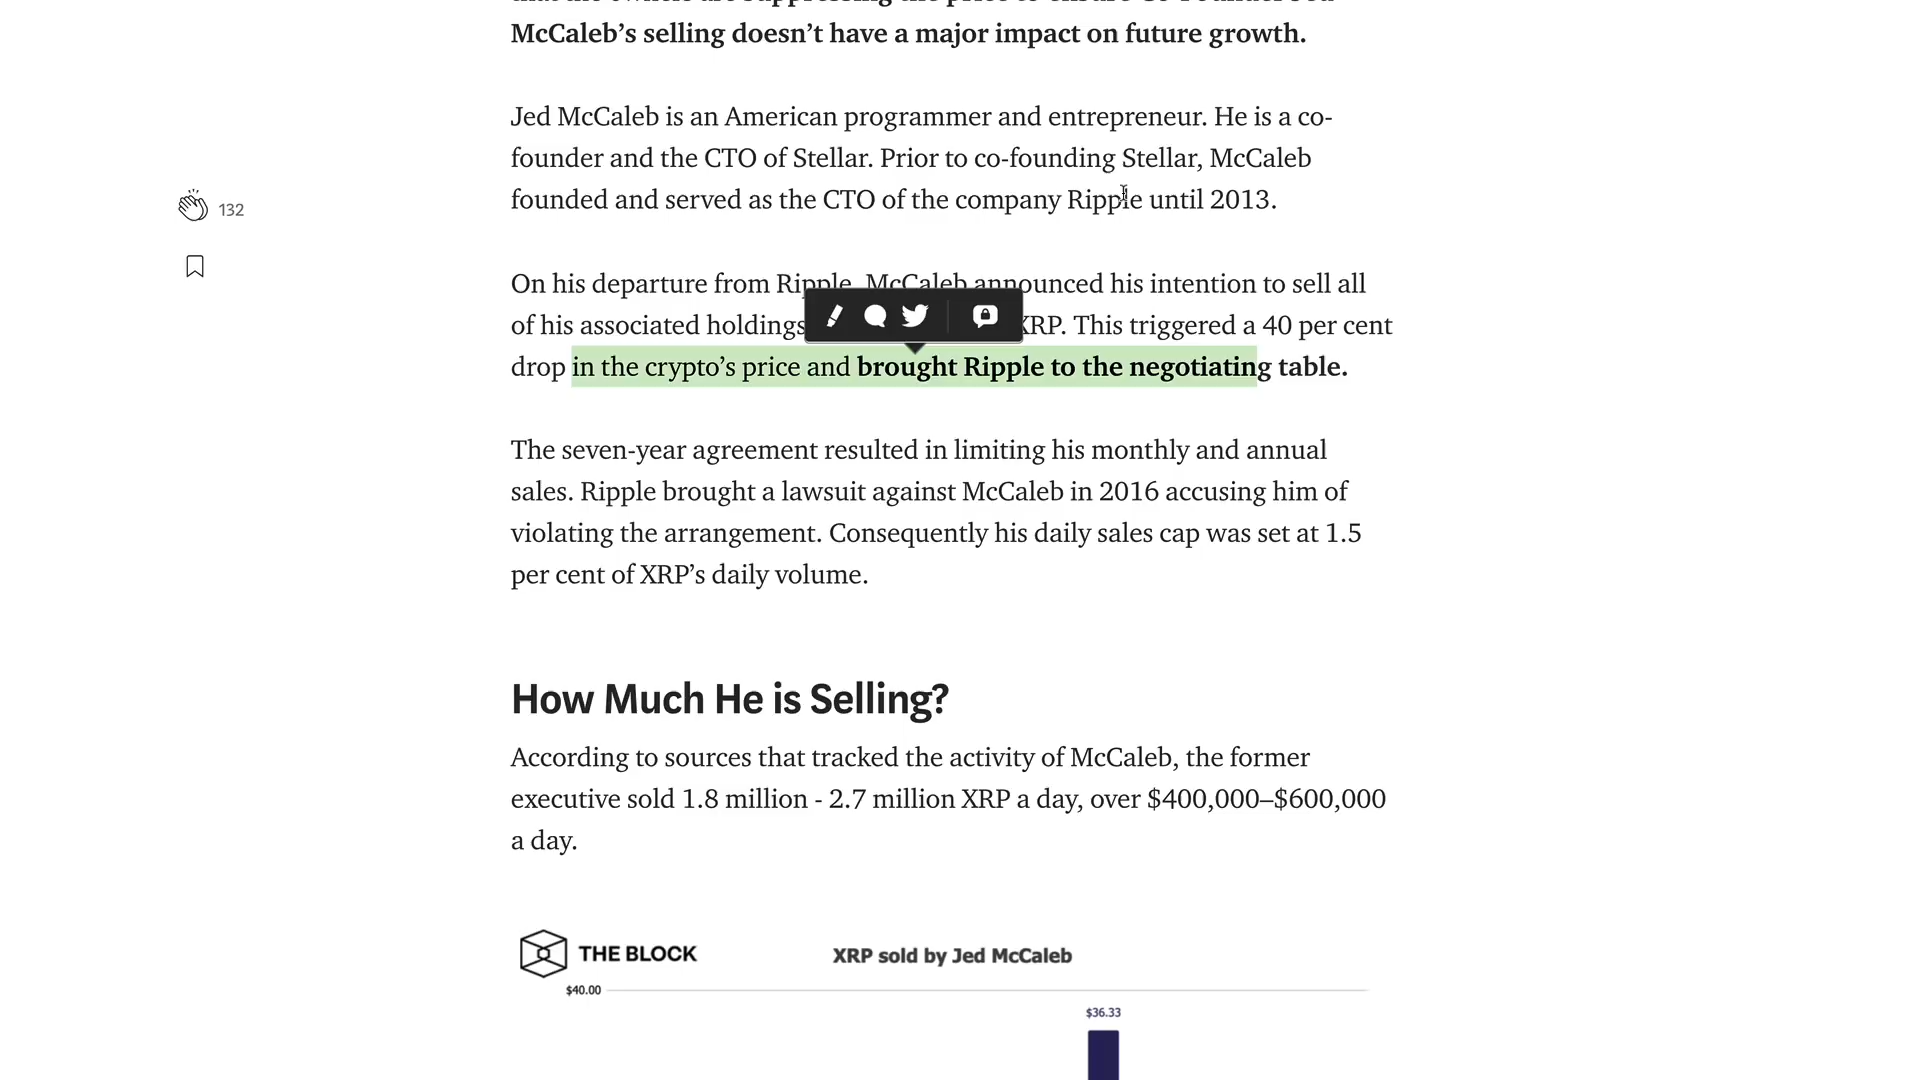 McCaleb’s selling doesn’t have a major impact on future growth.
Jed McCaleb is an American programmer and entrepreneur. He is a co-
founder and the CTO of Stellar. Prior to co-founding Stellar, McCaleb
founded and served as the CTO of the company Ripple until 2013.
132
On his departure from Ripple, McCaleb announced his intention to sell all
of his associated holdings XRP. This triggered a 40 per cent
drop in the crypto’s price and brought Ripple to the negotiating table.
The seven-year agreement resulted in limiting his monthly and annual
sales. Ripple brought a lawsuit against McCaleb in 2016 accusing him of
violating the arrangement. Consequently his daily sales cap was set at 1.5
per cent of XRP’s daily volume.
How Much He is Selling?
According to sources that tracked the activity of McCaleb, the former
executive sold 1.8 million - 2.7 million XRP a day, over $400,000–$600,000
a day.
THE BLOCK
XRP sold by Jed McCaleb
$40.00
$36.33